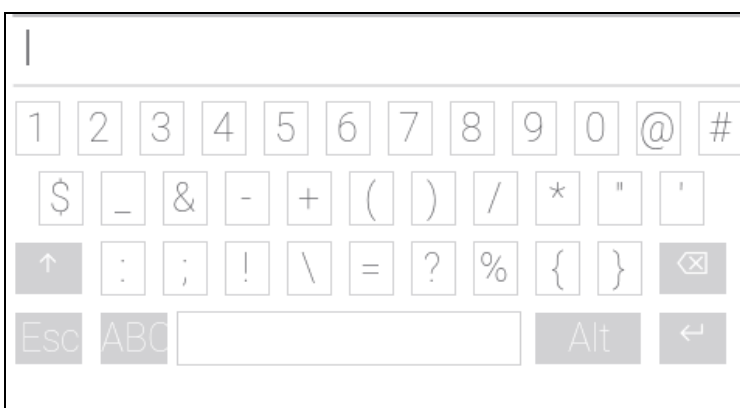 1 2 3 4 5 6 7 8 9 0 @ #
$ _ & - + ( ) / * " '
↑ : ; ! \ = ? % { } ⌫
Esc ABC Alt ↵